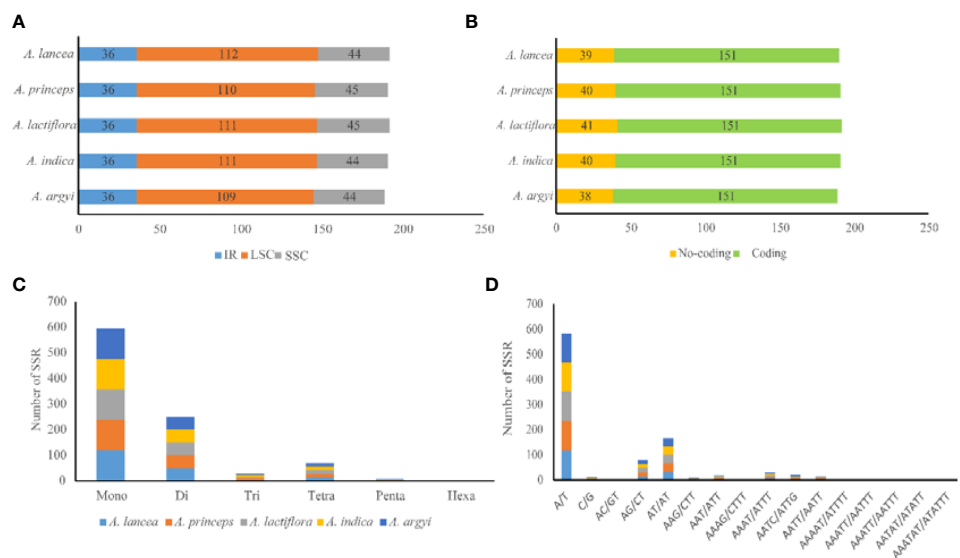 A
A. lancea 36 112 44
A. princeps 36 110 45
A. lactiflora 36 111 45
A. indica 36 111 44
A. argyi 36 109 44
0 50 100 150 200 250
IR LSC SSC
B
A. lancea 39 151
A. princeps 40 151
A. lactiflora 41 151
A. indica 40 151
A. argyi 38 151
0 50 100 150 200 250
No-coding Coding
C
Number of SSR
700
600
500
400
300
200
100
0
Mono Di Tri Tetra Penta Hexa
A. lancea A. princeps A. lactiflora A. indica A. argyi
D
Number of SSR
700
600
500
400
300
200
100
0
A/T C/G AC/GT AG/CT AT/AT AAG/CTT AAT/ATT AAAG/CTTT AAAT/ATTT AATC/ATTG AATT/AATT AAAAT/ATTTT AAATT/AATTT AAATT/AATTT AATAT/ATATT AAATAT/ATATTT